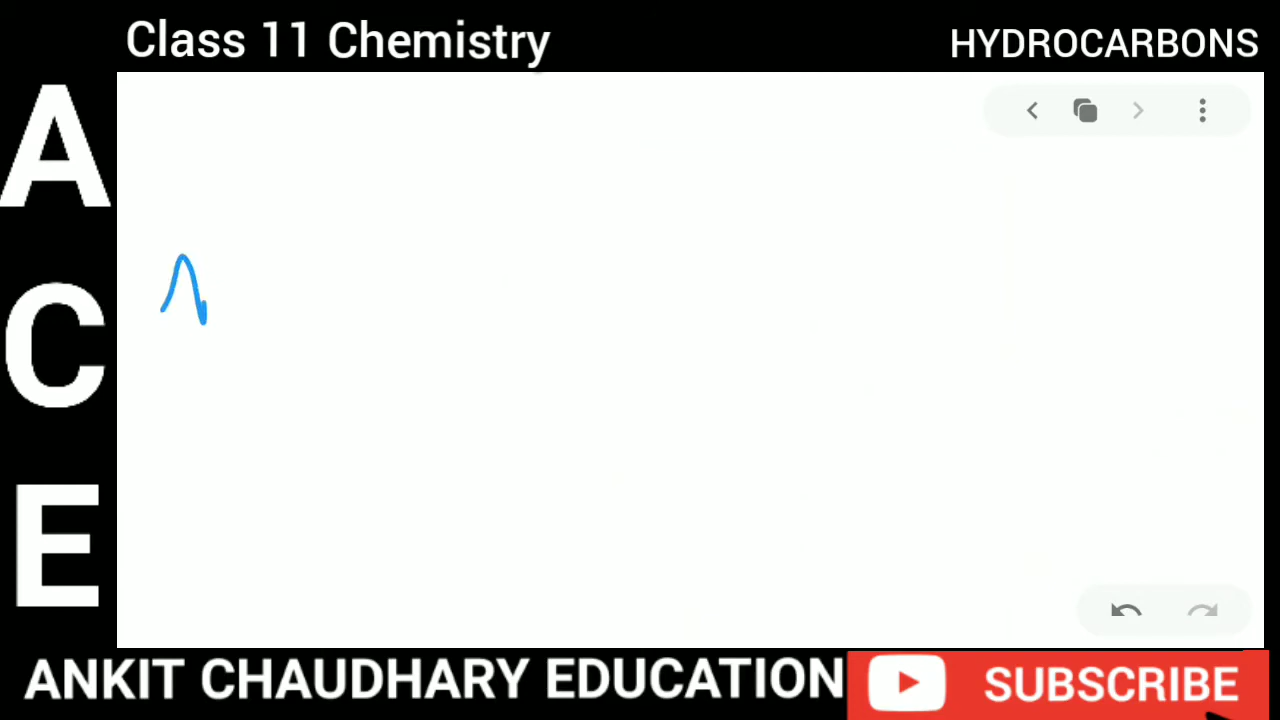 Class 11 Chemistry
HYDROCARBONS
A
C
E
ANKIT CHAUDHARY EDUCATION
SUBSCRIBE